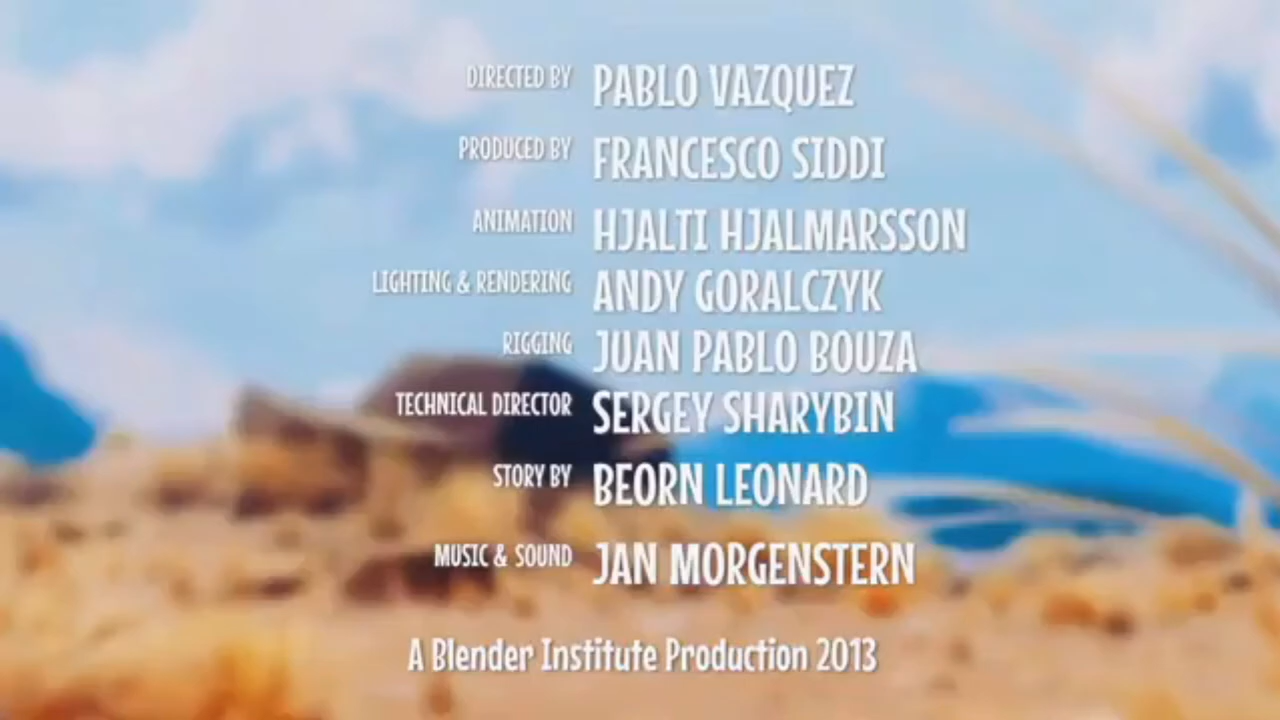 DIRECTED BY PABLO VAZQUEZ
PRODUCED BY FRANCESCO SIDDI
ANIMATION HJALTI HJALMARSSON
LIGHTING & RENDERING ANDY GORALCZYK
RIGGING JUAN PABLO BOUZA
TECHNICAL DIRECTOR SERGEY SHARYBIN
STORY BY BEORN LEONARD
MUSIC & SOUND JAN MORGENSTERN
A Blender Institute Production 2013